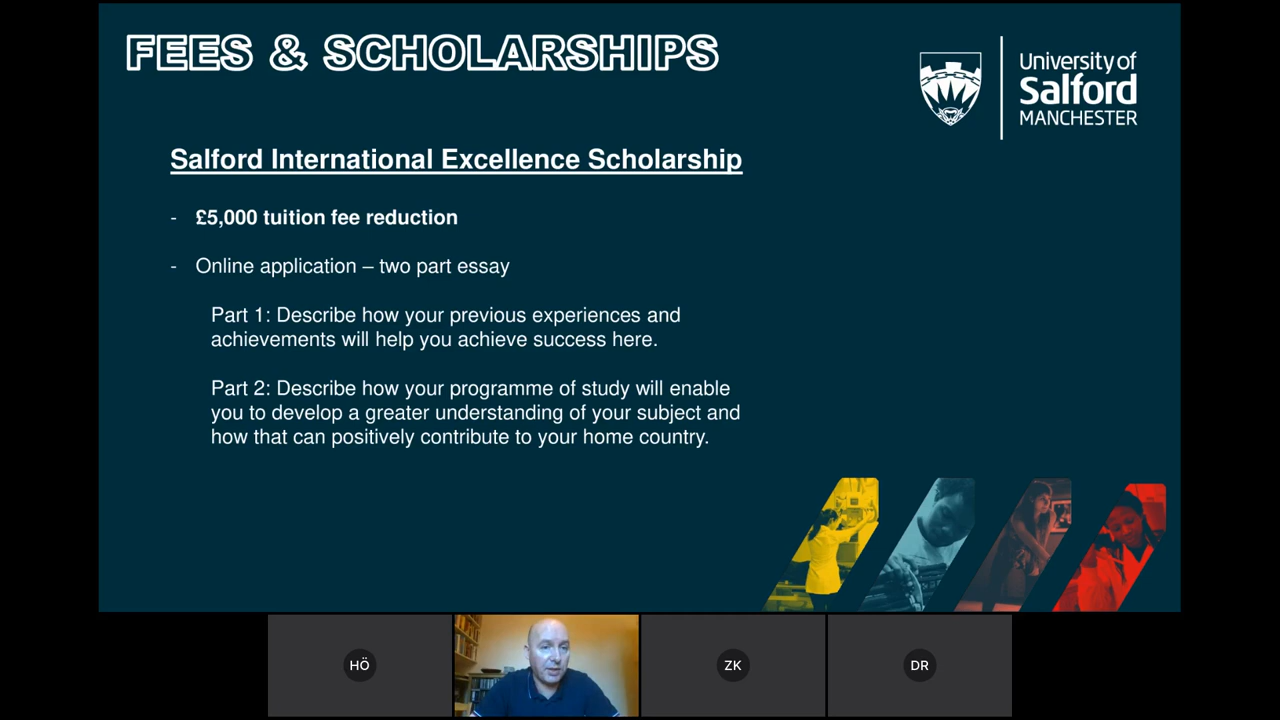 FEES & SCHOLARSHIPS
University of
Salford
MANCHESTER
Salford International Excellence Scholarship
- £5,000 tuition fee reduction
- Online application – two part essay
Part 1: Describe how your previous experiences and
achievements will help you achieve success here.
Part 2: Describe how your programme of study will enable
you to develop a greater understanding of your subject and
how that can positively contribute to your home country.
HÖ
ZK
DR